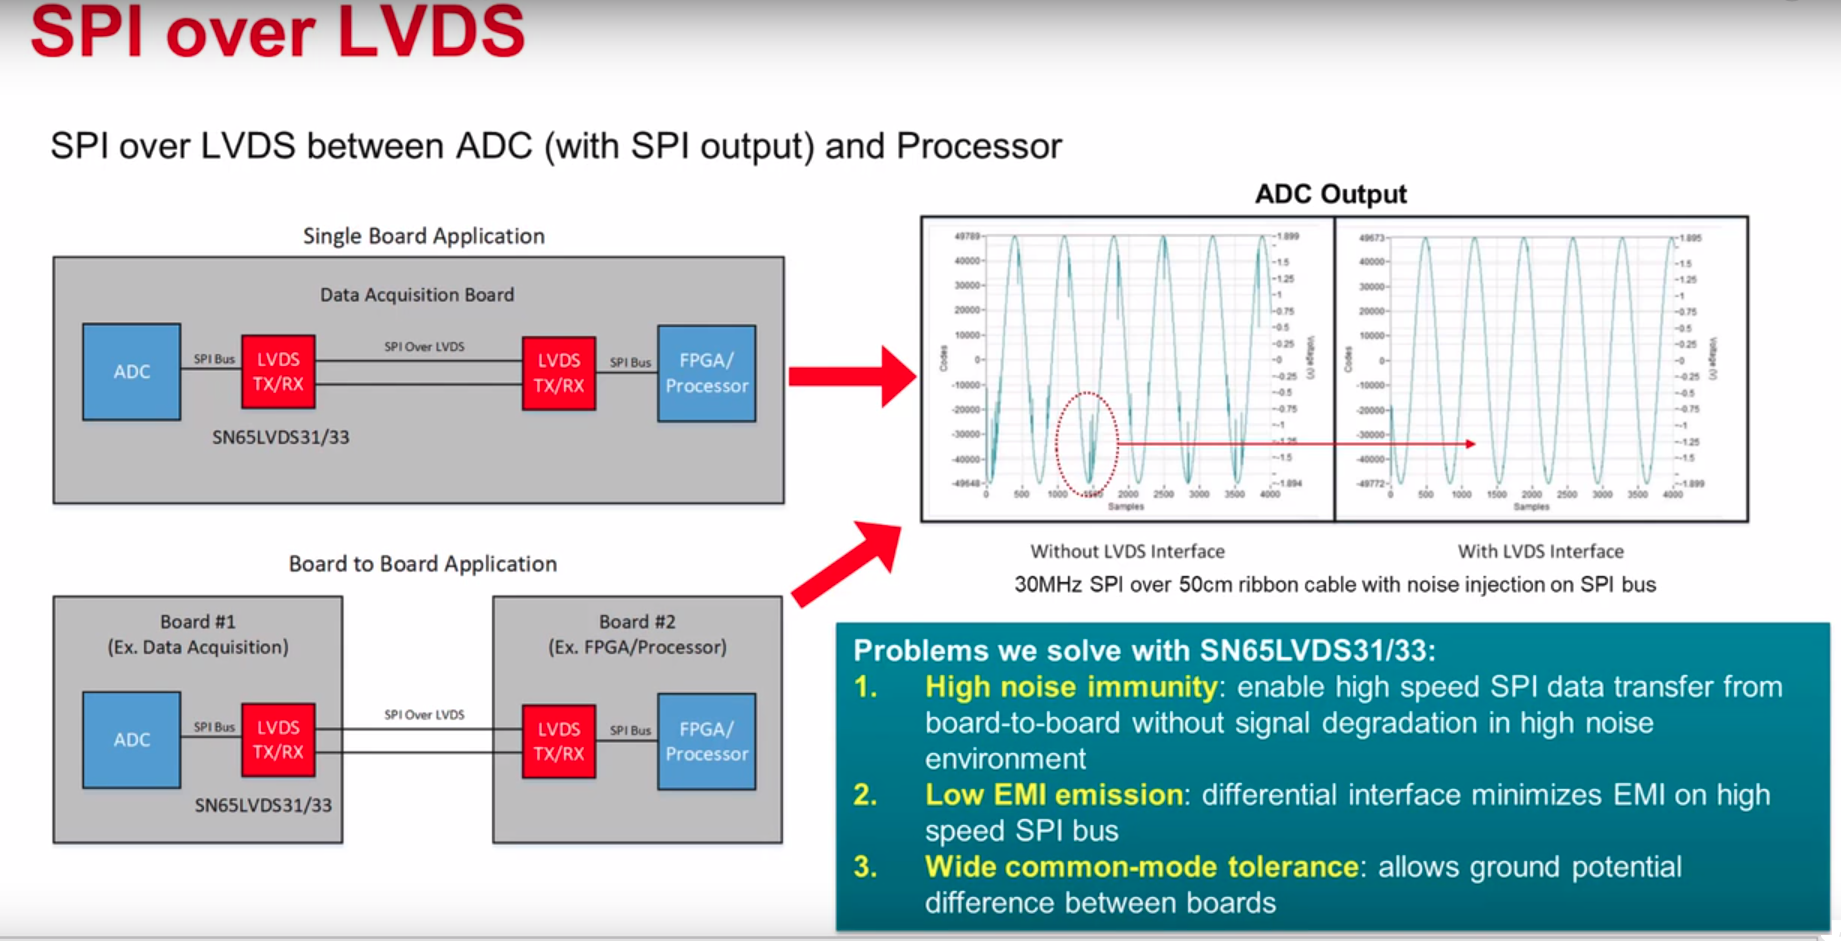 SPI over LVDS
SPI over LVDS between ADC (with SPI output) and Processor
Single Board Application
Data Acquisition Board
ADC
SPI Bus
LVDS
TX/RX
SPI Over LVDS
LVDS
TX/RX
SPI Bus
FPGA/
Processor
SN65LVDS31/33
Board to Board Application
Board #1
(Ex. Data Acquisition)
ADC
SPI Bus
LVDS
TX/RX
SN65LVDS31/33
SPI Over LVDS
Board #2
(Ex. FPGA/Processor)
LVDS
TX/RX
SPI Bus
FPGA/
Processor
ADC Output
49789
40000
30000
20000
10000
0
-10000
-20000
-30000
-40000
-49648
Codes
0 500 1000 2000 2500 3000 3500 4000
Samples
1.899
1.5
1.25
1
0.75
0.5
0.25
0
-0.25
-0.5
-0.75
-1
-1.25
-1.5
-1.894
Voltage (V)
49673
40000
30000
20000
10000
0
-10000
-20000
-30000
-40000
-49772
Codes
0 500 1000 1500 2000 2500 3000 3500 4000
Samples
1.895
1.5
1.25
1
0.75
0.5
0.25
0
-0.25
-0.5
-0.75
-1
-1.25
-1.5
-1.899
Voltage (V)
Without LVDS Interface
With LVDS Interface
30MHz SPI over 50cm ribbon cable with noise injection on SPI bus
Problems we solve with SN65LVDS31/33:
1. High noise immunity: enable high speed SPI data transfer from
board-to-board without signal degradation in high noise
environment
2. Low EMI emission: differential interface minimizes EMI on high
speed SPI bus
3. Wide common-mode tolerance: allows ground potential
difference between boards